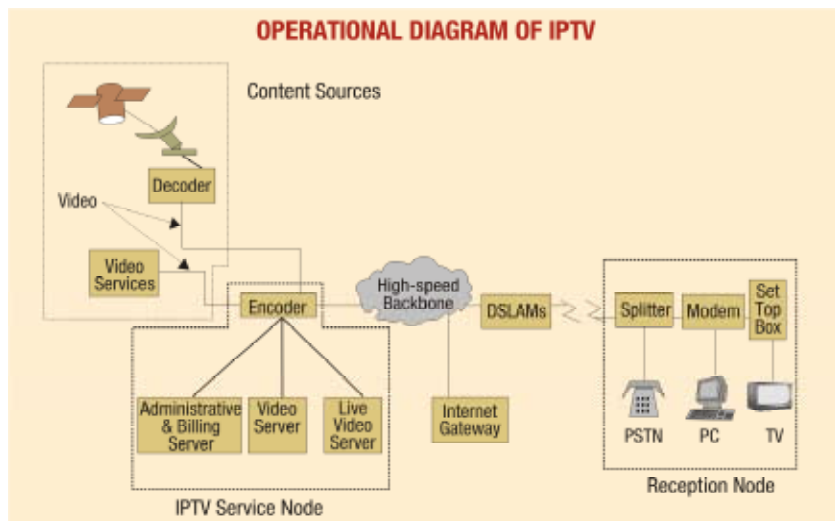 OPERATIONAL DIAGRAM OF IPTV
Content Sources
Decoder
Video
Video
Services
Encoder
High-speed
Backbone
DSLAMs
Splitter
Modem
Set
Top
Box
Administrative
& Billing
Server
Video
Server
Live
Video
Server
Internet
Gateway
PSTN
PC
TV
Reception Node
IPTV Service Node